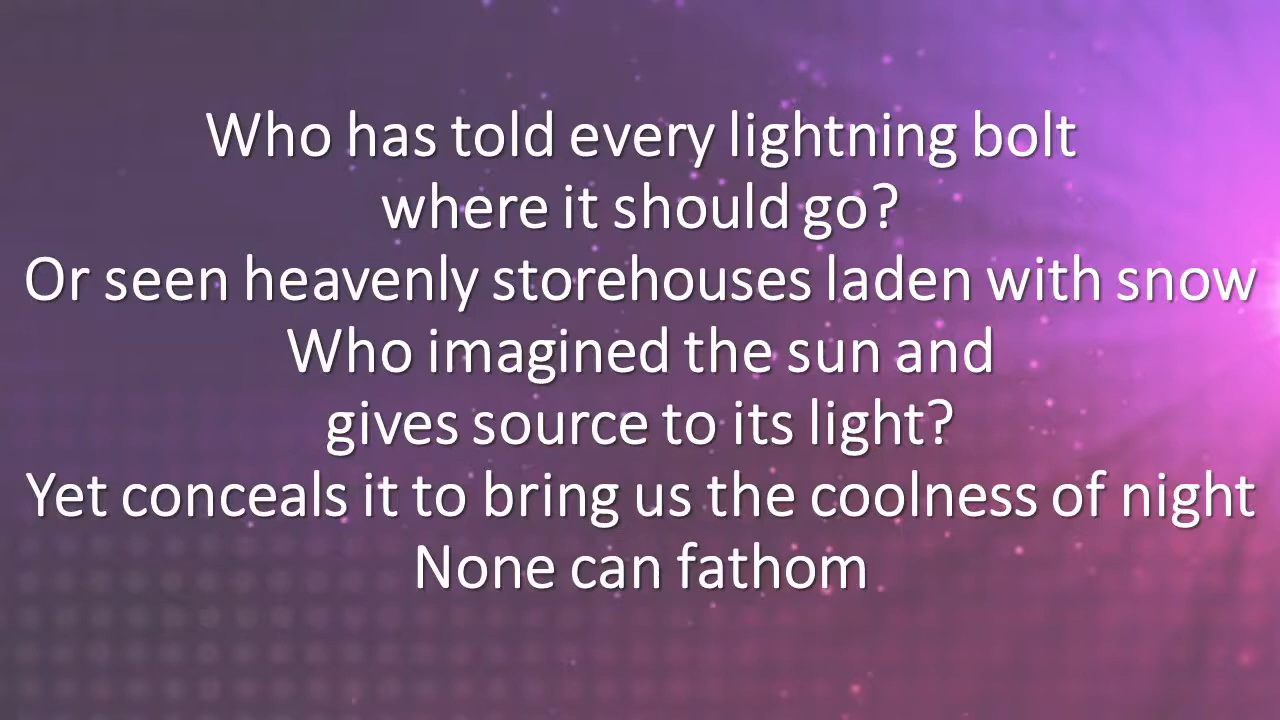 Who has told every lightning bolt
where it should go?
Or seen heavenly storehouses laden with snow
Who imagined the sun and
gives source to its light?
Yet conceals it to bring us the coolness of night
None can fathom